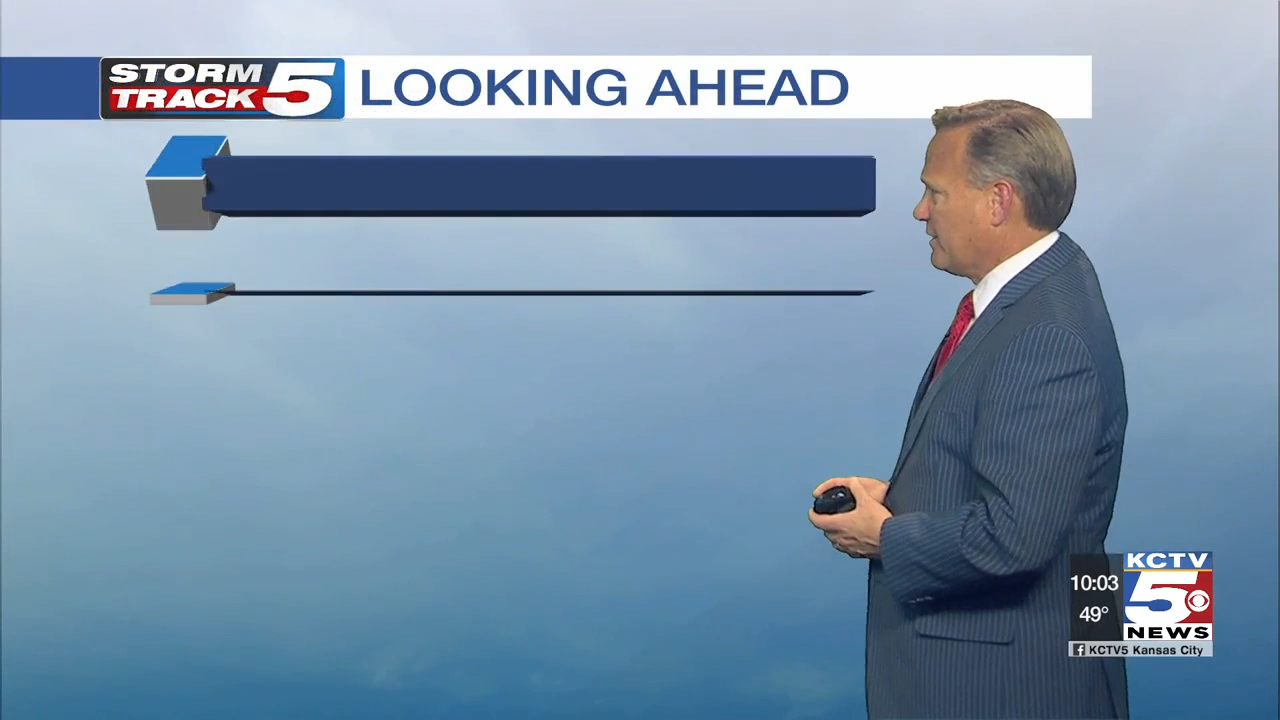 STORM
TRACK 5
LOOKING AHEAD
10:03
49°
KCTV
5
NEWS
KCTV5 Kansas City